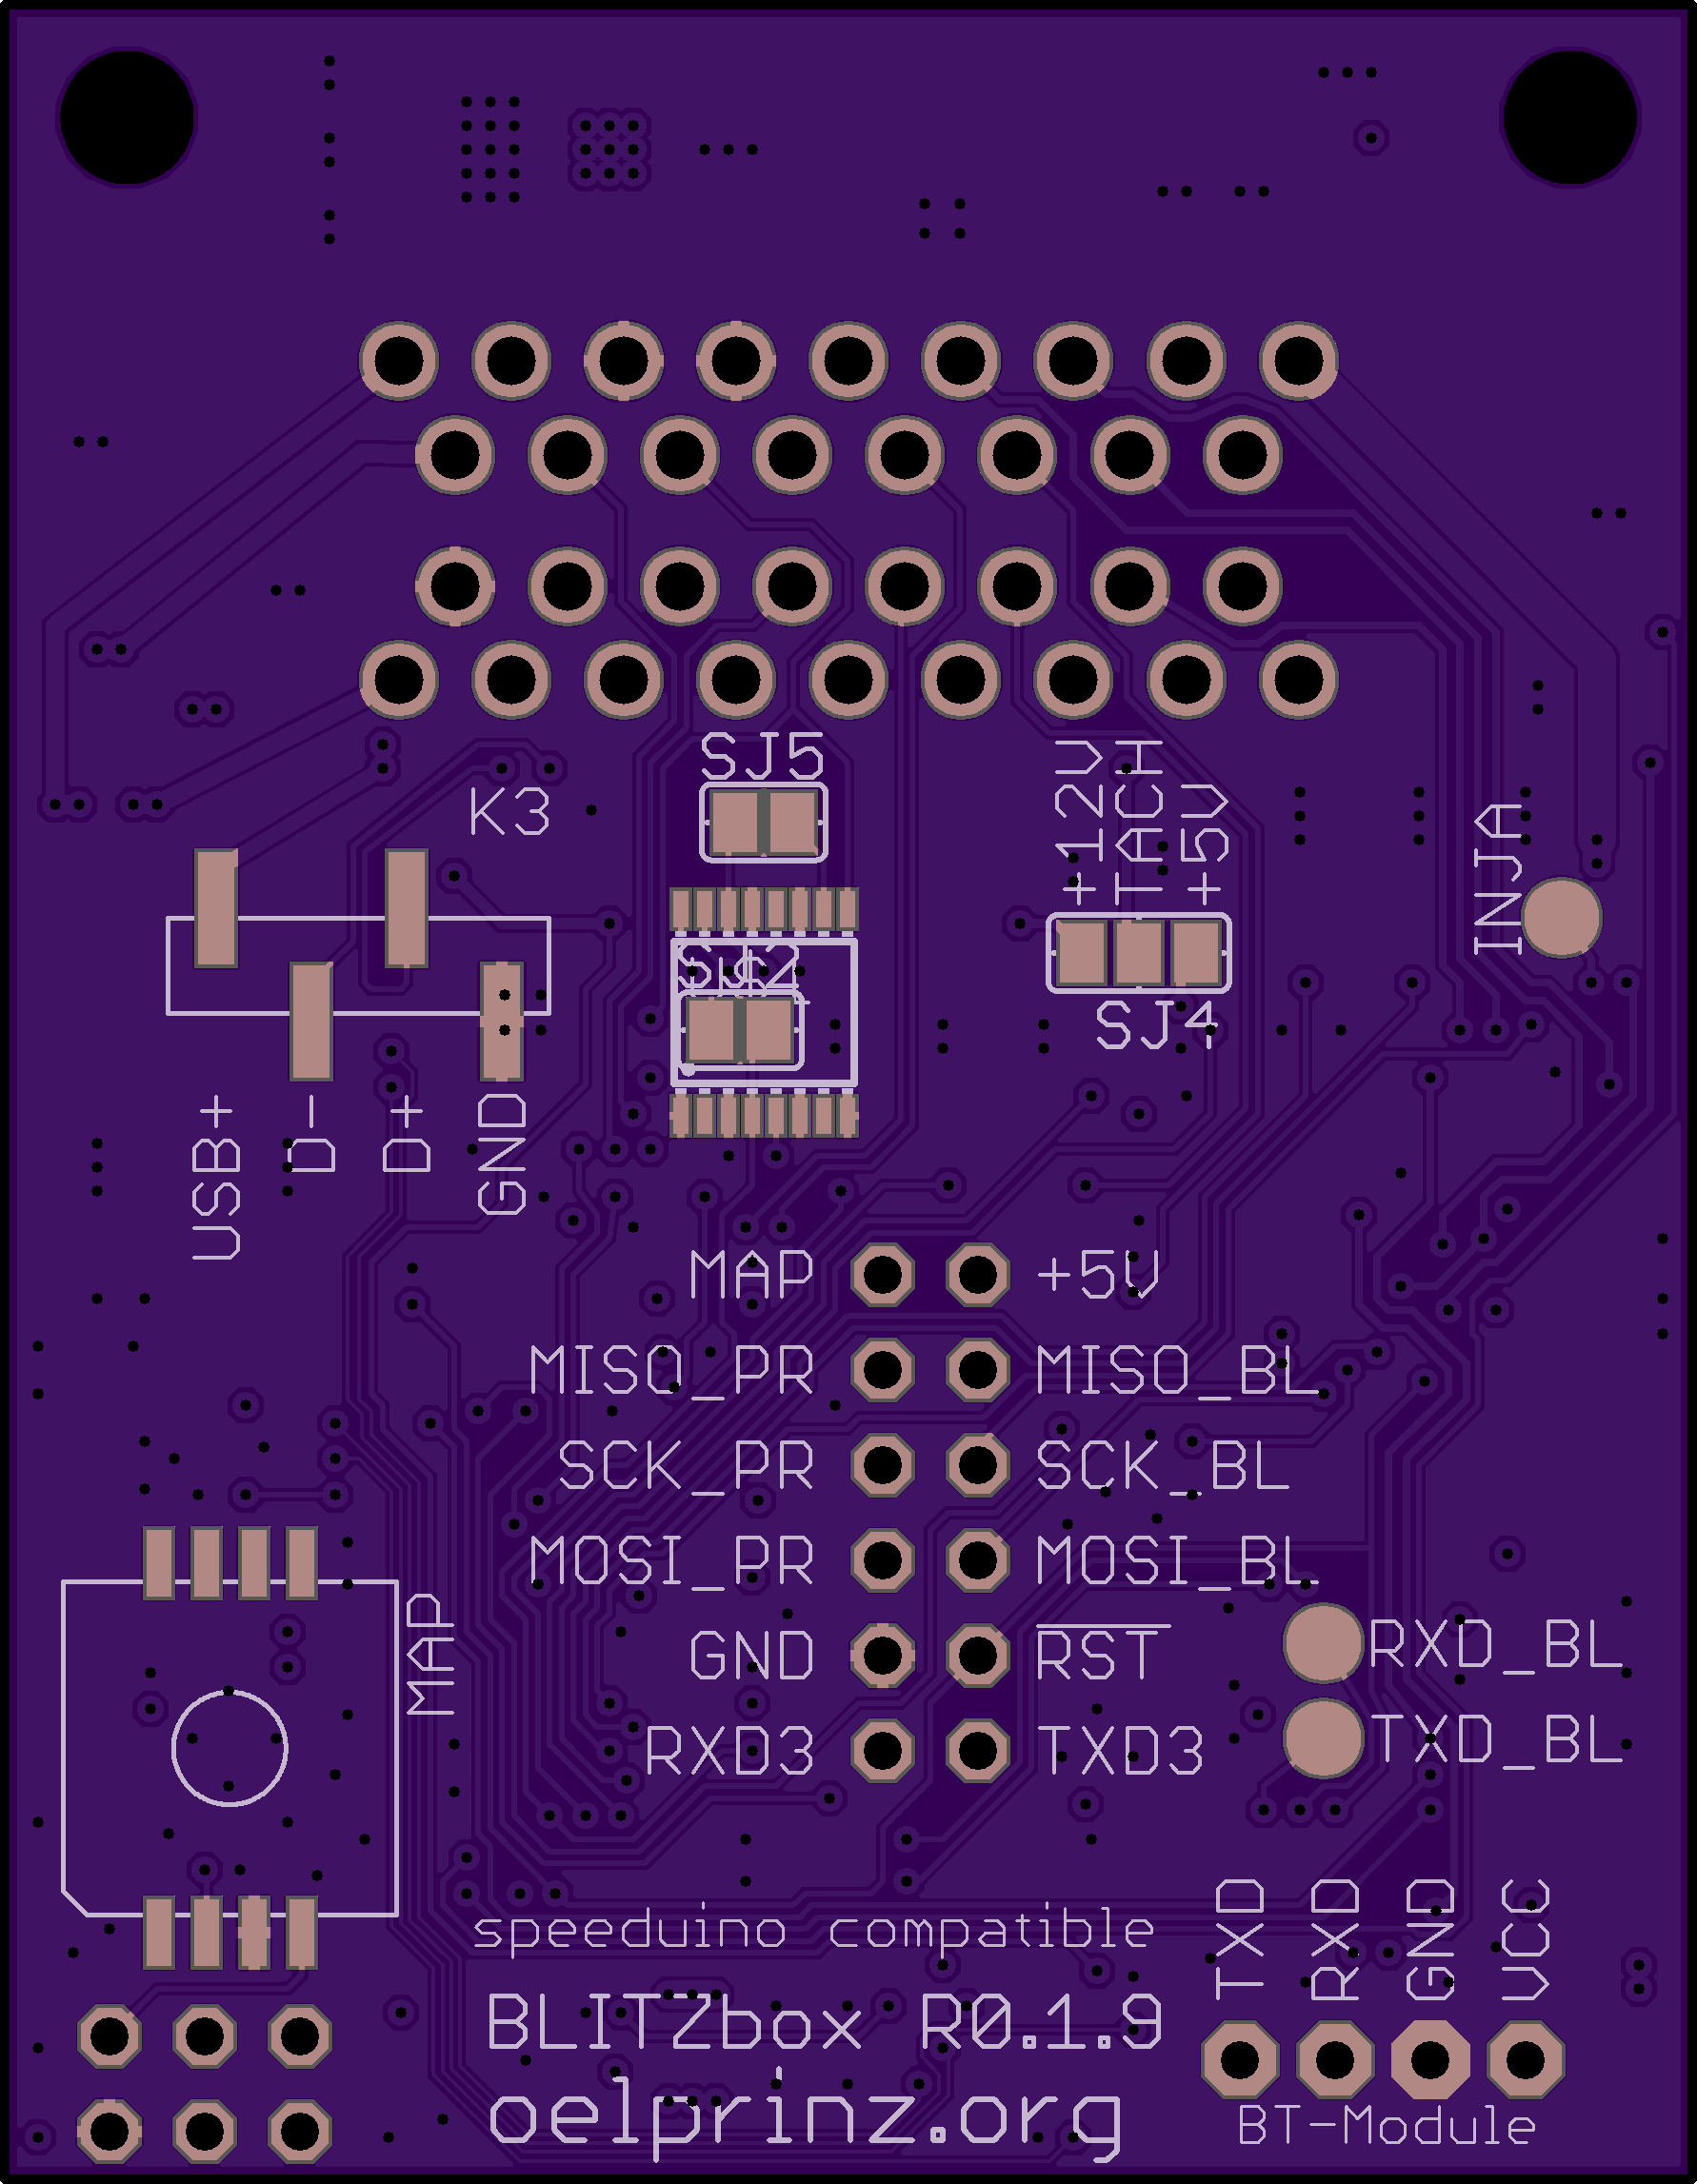 SJ5
K3
+12V
TACH
+5V
INJA
SJ2
SJ4
USB+
D-
D+
GND
MAP +5V
MISO_PR MISO_BL
SCK_PR SCK_BL
MOSI_PR MOSI_BL
MAP
GND RST
RXD_BL
RXD3 TXD3
TXD_BL
TXD
RXD
GND
VCC
speeduino compatible
BLITZbox R0.1.9
oelprinz.org
BT-Module